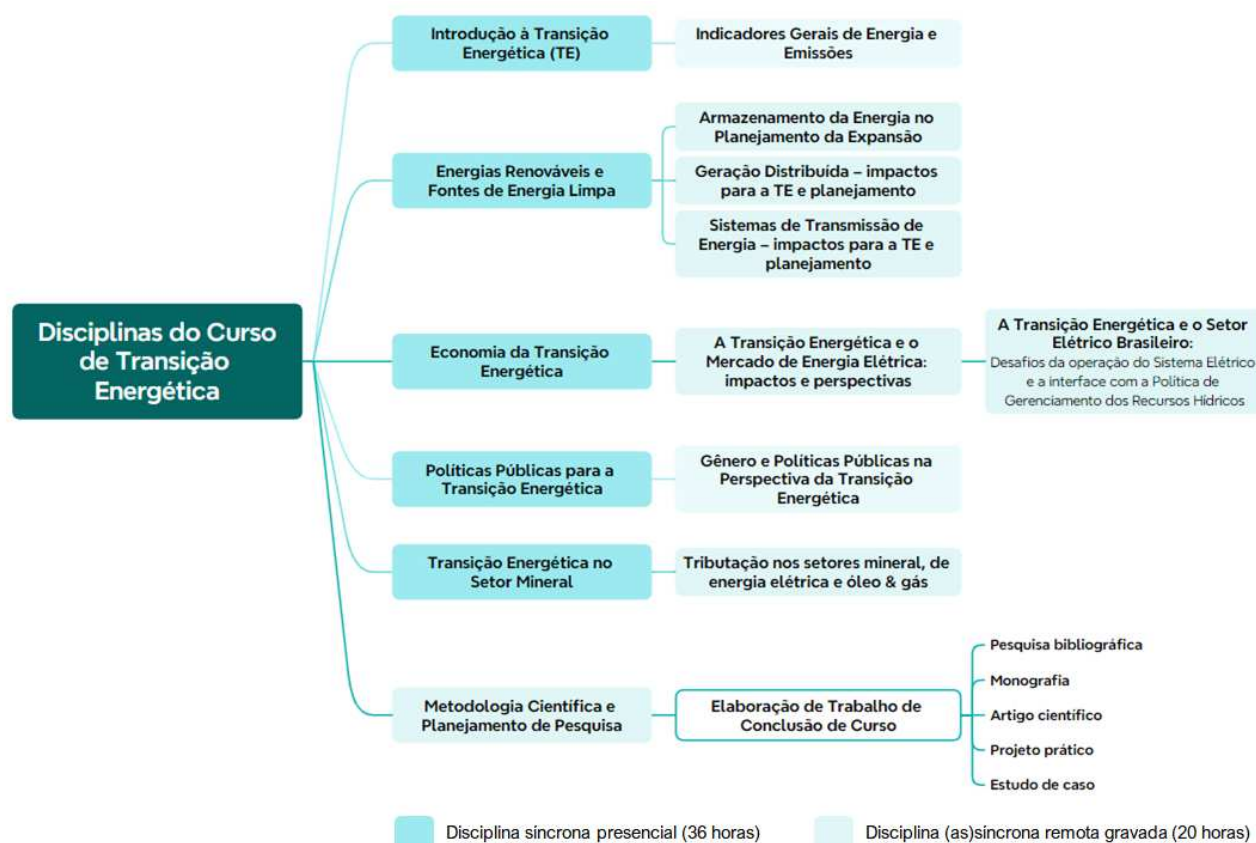 Disciplinas do Curso
de Transição
Energética
Introdução à Transição
Energética (TE)
Indicadores Gerais de Energia e
Emissões
Energias Renováveis e
Fontes de Energia Limpa
Armazenamento da Energia no
Planejamento da Expansão
Geração Distribuída – impactos
para a TE e planejamento
Sistemas de Transmissão de
Energia – impactos para a TE e
planejamento
Economia da Transição
Energética
A Transição Energética e o
Mercado de Energia Elétrica:
impactos e perspectivas
A Transição Energética e o Setor
Elétrico Brasileiro:
Desafios da operação do Sistema Elétrico
e a interface com a Política de
Gerenciamento dos Recursos Hídricos
Políticas Públicas para a
Transição Energética
Gênero e Políticas Públicas na
Perspectiva da Transição
Energética
Transição Energética no
Setor Mineral
Tributação nos setores mineral, de
energia elétrica e óleo & gás
Metodologia Científica e
Planejamento de Pesquisa
Elaboração de Trabalho de
Conclusão de Curso
Pesquisa bibliográfica
Monografia
Artigo científico
Projeto prático
Estudo de caso
Disciplina síncrona presencial (36 horas)
Disciplina (as)síncrona remota gravada (20 horas)